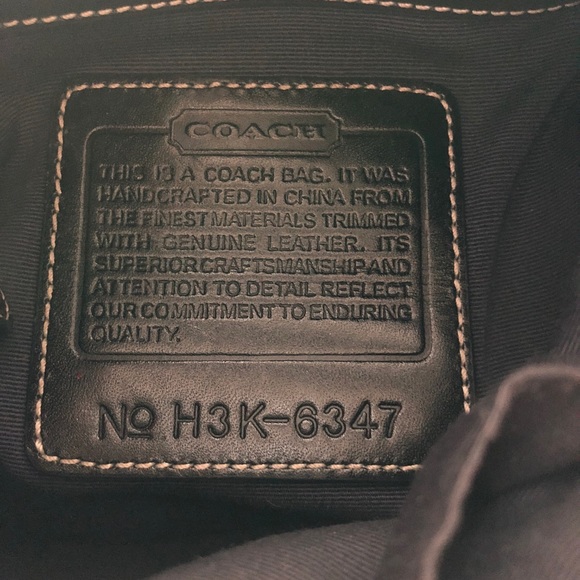 COACH
THIS IS A COACH BAG. IT WAS
HANDCRAFTED IN CHINA FROM
THE FINEST MATERIALS TRIMMED
WITH GENUINE LEATHER. ITS
SUPERIOR CRAFTSMANSHIP AND
ATTENTION TO DETAIL REFLECT
OUR COMMITMENT TO ENDURING
QUALITY.
No H3K-6347